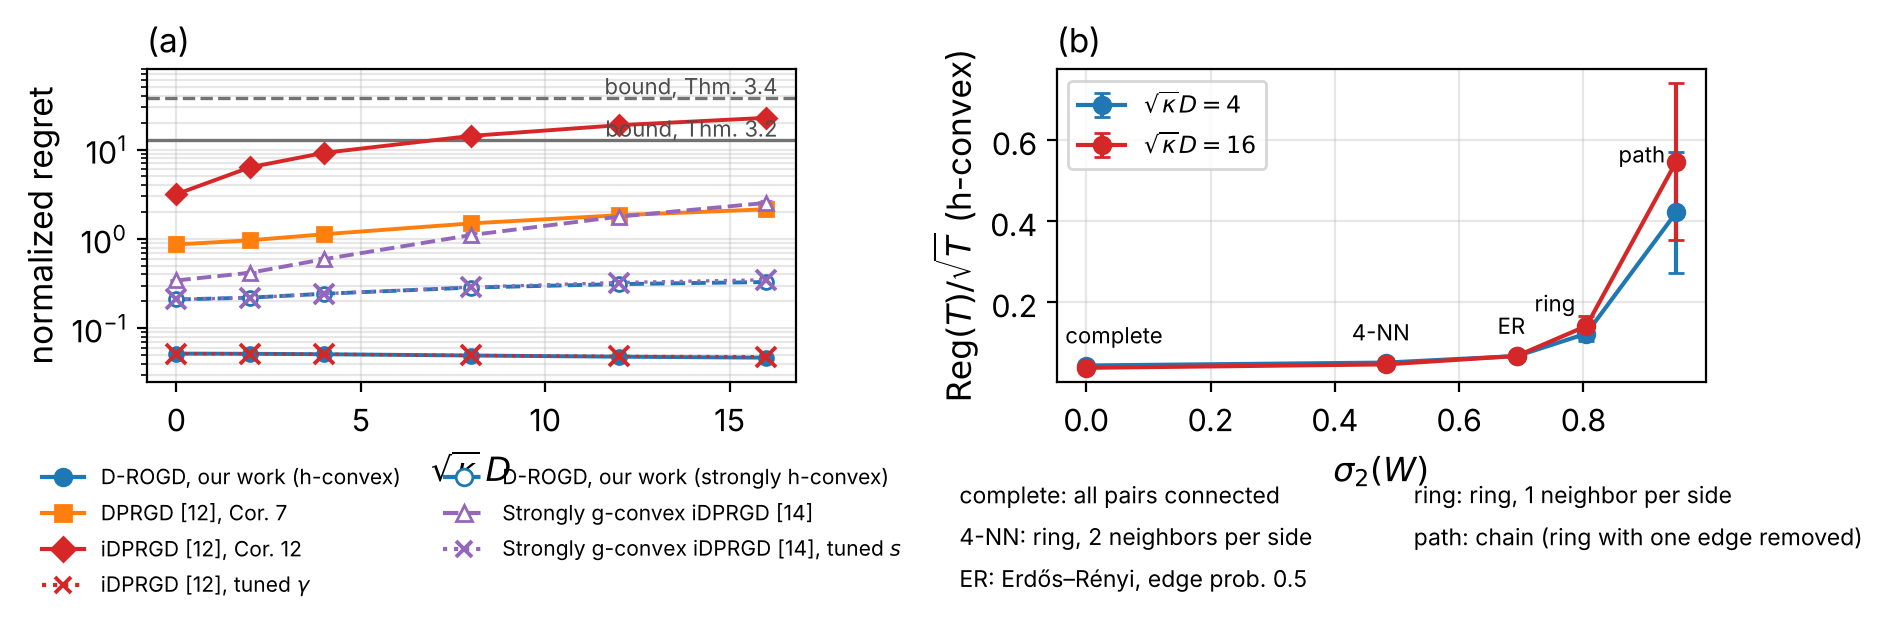 (a)
normalized regret
10¹
10⁰
10⁻¹
bound, Thm. 3.4
bound, Thm. 3.2
0 5 10 15
√κ D
D-ROGD, our work (h-convex)
DPRGD [12], Cor. 7
iDPRGD [12], Cor. 12
iDPRGD [12], tuned γ
D-ROGD, our work (strongly h-convex)
Strongly g-convex iDPRGD [14]
Strongly g-convex iDPRGD [14], tuned s
(b)
Reg(T)/√T (h-convex)
0.6
0.4
0.2
√κD = 4
√κD = 16
complete
4-NN
ER
ring
path
0.0 0.2 0.4 0.6 0.8
σ₂(W)
complete: all pairs connected
4-NN: ring, 2 neighbors per side
ER: Erdős–Rényi, edge prob. 0.5
ring: ring, 1 neighbor per side
path: chain (ring with one edge removed)